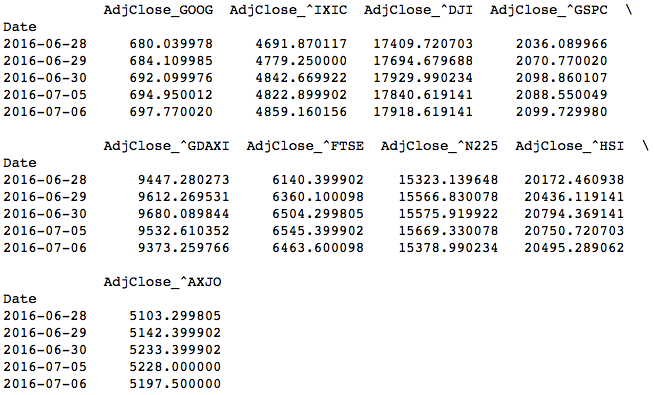 AdjClose_GOOG  AdjClose_^IXIC  AdjClose_^DJI  AdjClose_^GSPC  \
Date
2016-06-28     680.039978     4691.870117   17409.720703     2036.089966
2016-06-29     684.109985     4779.250000   17694.679688     2070.770020
2016-06-30     692.099976     4842.669922   17929.990234     2098.860107
2016-07-05     694.950012     4822.899902   17840.619141     2088.550049
2016-07-06     697.770020     4859.160156   17918.619141     2099.729980
AdjClose_^GDAXI  AdjClose_^FTSE  AdjClose_^N225  AdjClose_^HSI  \
Date
2016-06-28      9447.280273     6140.399902    15323.139648   20172.460938
2016-06-29      9612.269531     6360.100098    15566.830078   20436.119141
2016-06-30      9680.089844     6504.299805    15575.919922   20794.369141
2016-07-05      9532.610352     6545.399902    15669.330078   20750.720703
2016-07-06      9373.259766     6463.600098    15378.990234   20495.289062
AdjClose_^AXJO
Date
2016-06-28     5103.299805
2016-06-29     5142.399902
2016-06-30     5233.399902
2016-07-05     5228.000000
2016-07-06     5197.500000